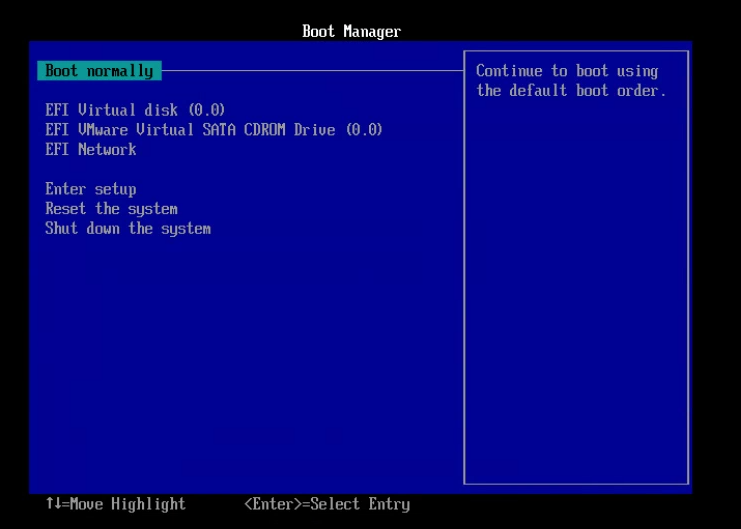 Boot Manager
Boot normally
Continue to boot using
the default boot order.
EFI Virtual disk (0.0)
EFI VMware Virtual SATA CDROM Drive (0.0)
EFI Network
Enter setup
Reset the system
Shut down the system
↑↓=Move Highlight <Enter>=Select Entry